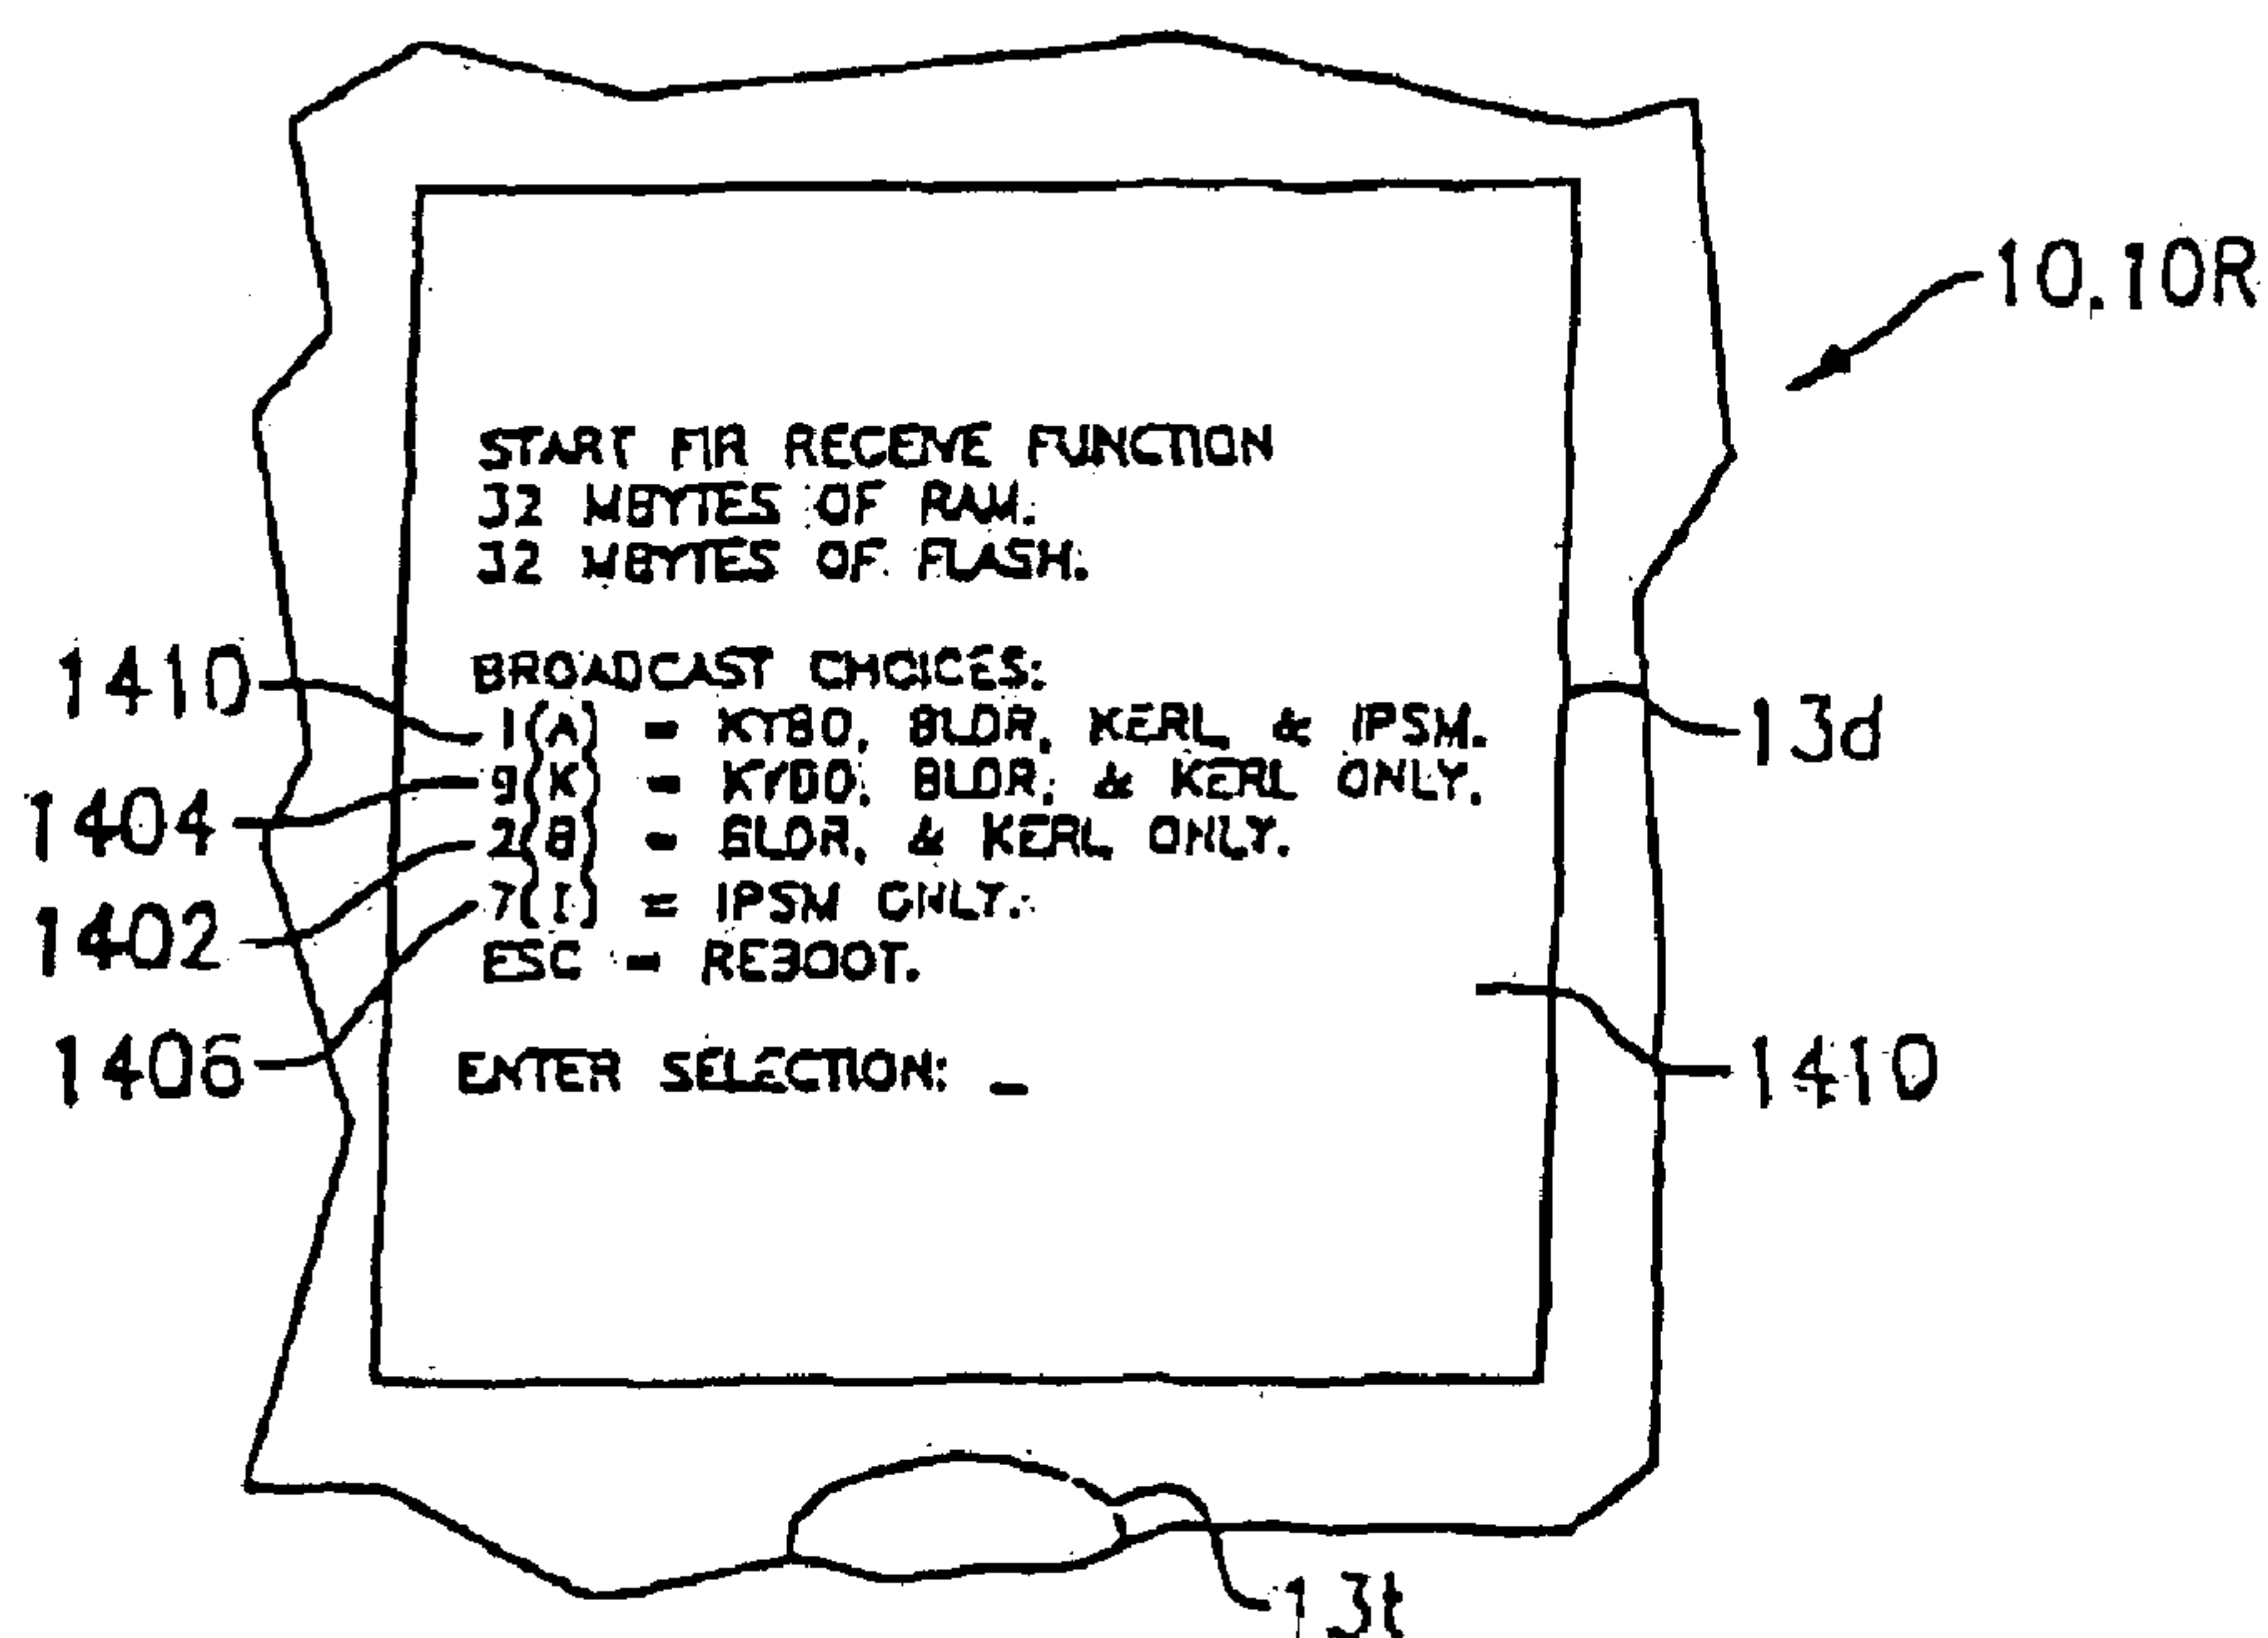 10,10R
START FIR RECEIVE FUNCTION
32 MBYTES OF RAM.
32 MBYTES OF FLASH.
1410
BROADCAST CHOICES:
1(A) - KYBD, BLDR, KERL & IPSM.
13d
9(K) - KYBD, BLDR, & KERL ONLY.
1404
2(B) - BLDR, & KERL ONLY.
7(I) = IPSM ONLY.
1402
ESC - REBOOT.
1406
ENTER SELECTION: _
1410
13t